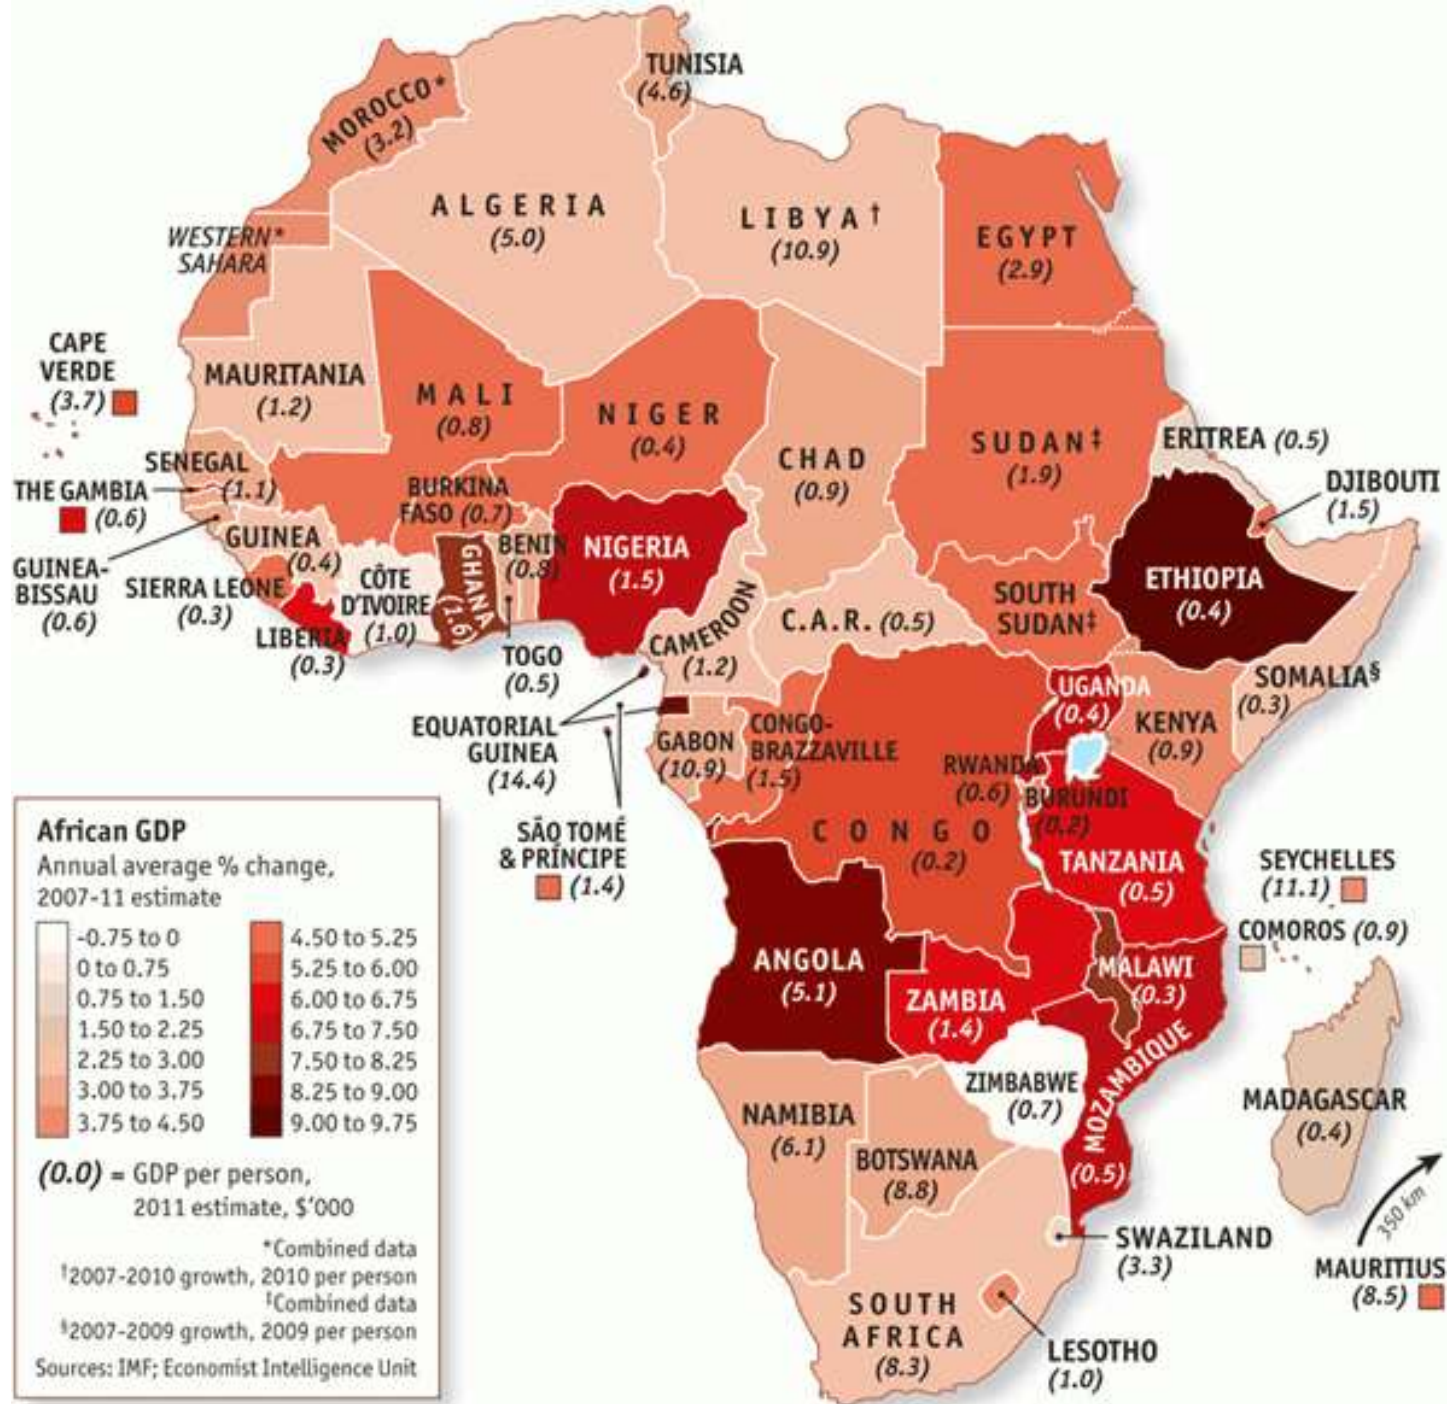 TUNISIA
(4.6)
MOROCCO*
(3.2)
ALGERIA
(5.0)
LIBYA†
(10.9)
EGYPT
(2.9)
WESTERN*
SAHARA
CAPE
VERDE
(3.7)
MAURITANIA
(1.2)
MALI
(0.8)
NIGER
(0.4)
CHAD
(0.9)
SUDAN‡
(1.9)
ERITREA (0.5)
DJIBOUTI
(1.5)
SENEGAL
(1.1)
THE GAMBIA
(0.6)
BURKINA
FASO (0.7)
GUINEA
(0.4)
BENIN
(0.8)
NIGERIA
(1.5)
GHANA
(1.6)
GUINEA-
BISSAU
(0.6)
SIERRA LEONE
(0.3)
CÔTE
D'IVOIRE
(1.0)
LIBERIA
(0.3)
ETHIOPIA
(0.4)
SOUTH
SUDAN‡
C.A.R. (0.5)
CAMEROON
(1.2)
TOGO
(0.5)
SOMALIA§
(0.3)
UGANDA
(0.4)
KENYA
(0.9)
EQUATORIAL
GUINEA
(14.4)
GABON
(10.9)
CONGO-
BRAZZAVILLE
(1.5)
RWANDA
(0.6)
BURUNDI
(0.2)
CONGO
(0.2)
SÃO TOMÉ
& PRÍNCIPE
(1.4)
TANZANIA
(0.5)
SEYCHELLES
(11.1)
COMOROS (0.9)
ANGOLA
(5.1)
ZAMBIA
(1.4)
MALAWI
(0.3)
MOZAMBIQUE
(0.5)
ZIMBABWE
(0.7)
MADAGASCAR
(0.4)
NAMIBIA
(6.1)
BOTSWANA
(8.8)
350 km
SWAZILAND
(3.3)
MAURITIUS
(8.5)
SOUTH
AFRICA
(8.3)
LESOTHO
(1.0)
African GDP
Annual average % change,
2007-11 estimate
-0.75 to 0
0 to 0.75
0.75 to 1.50
1.50 to 2.25
2.25 to 3.00
3.00 to 3.75
3.75 to 4.50
4.50 to 5.25
5.25 to 6.00
6.00 to 6.75
6.75 to 7.50
7.50 to 8.25
8.25 to 9.00
9.00 to 9.75
(0.0) = GDP per person,
2011 estimate, $'000
*Combined data
†2007-2010 growth, 2010 per person
‡Combined data
§2007-2009 growth, 2009 per person
Sources: IMF; Economist Intelligence Unit